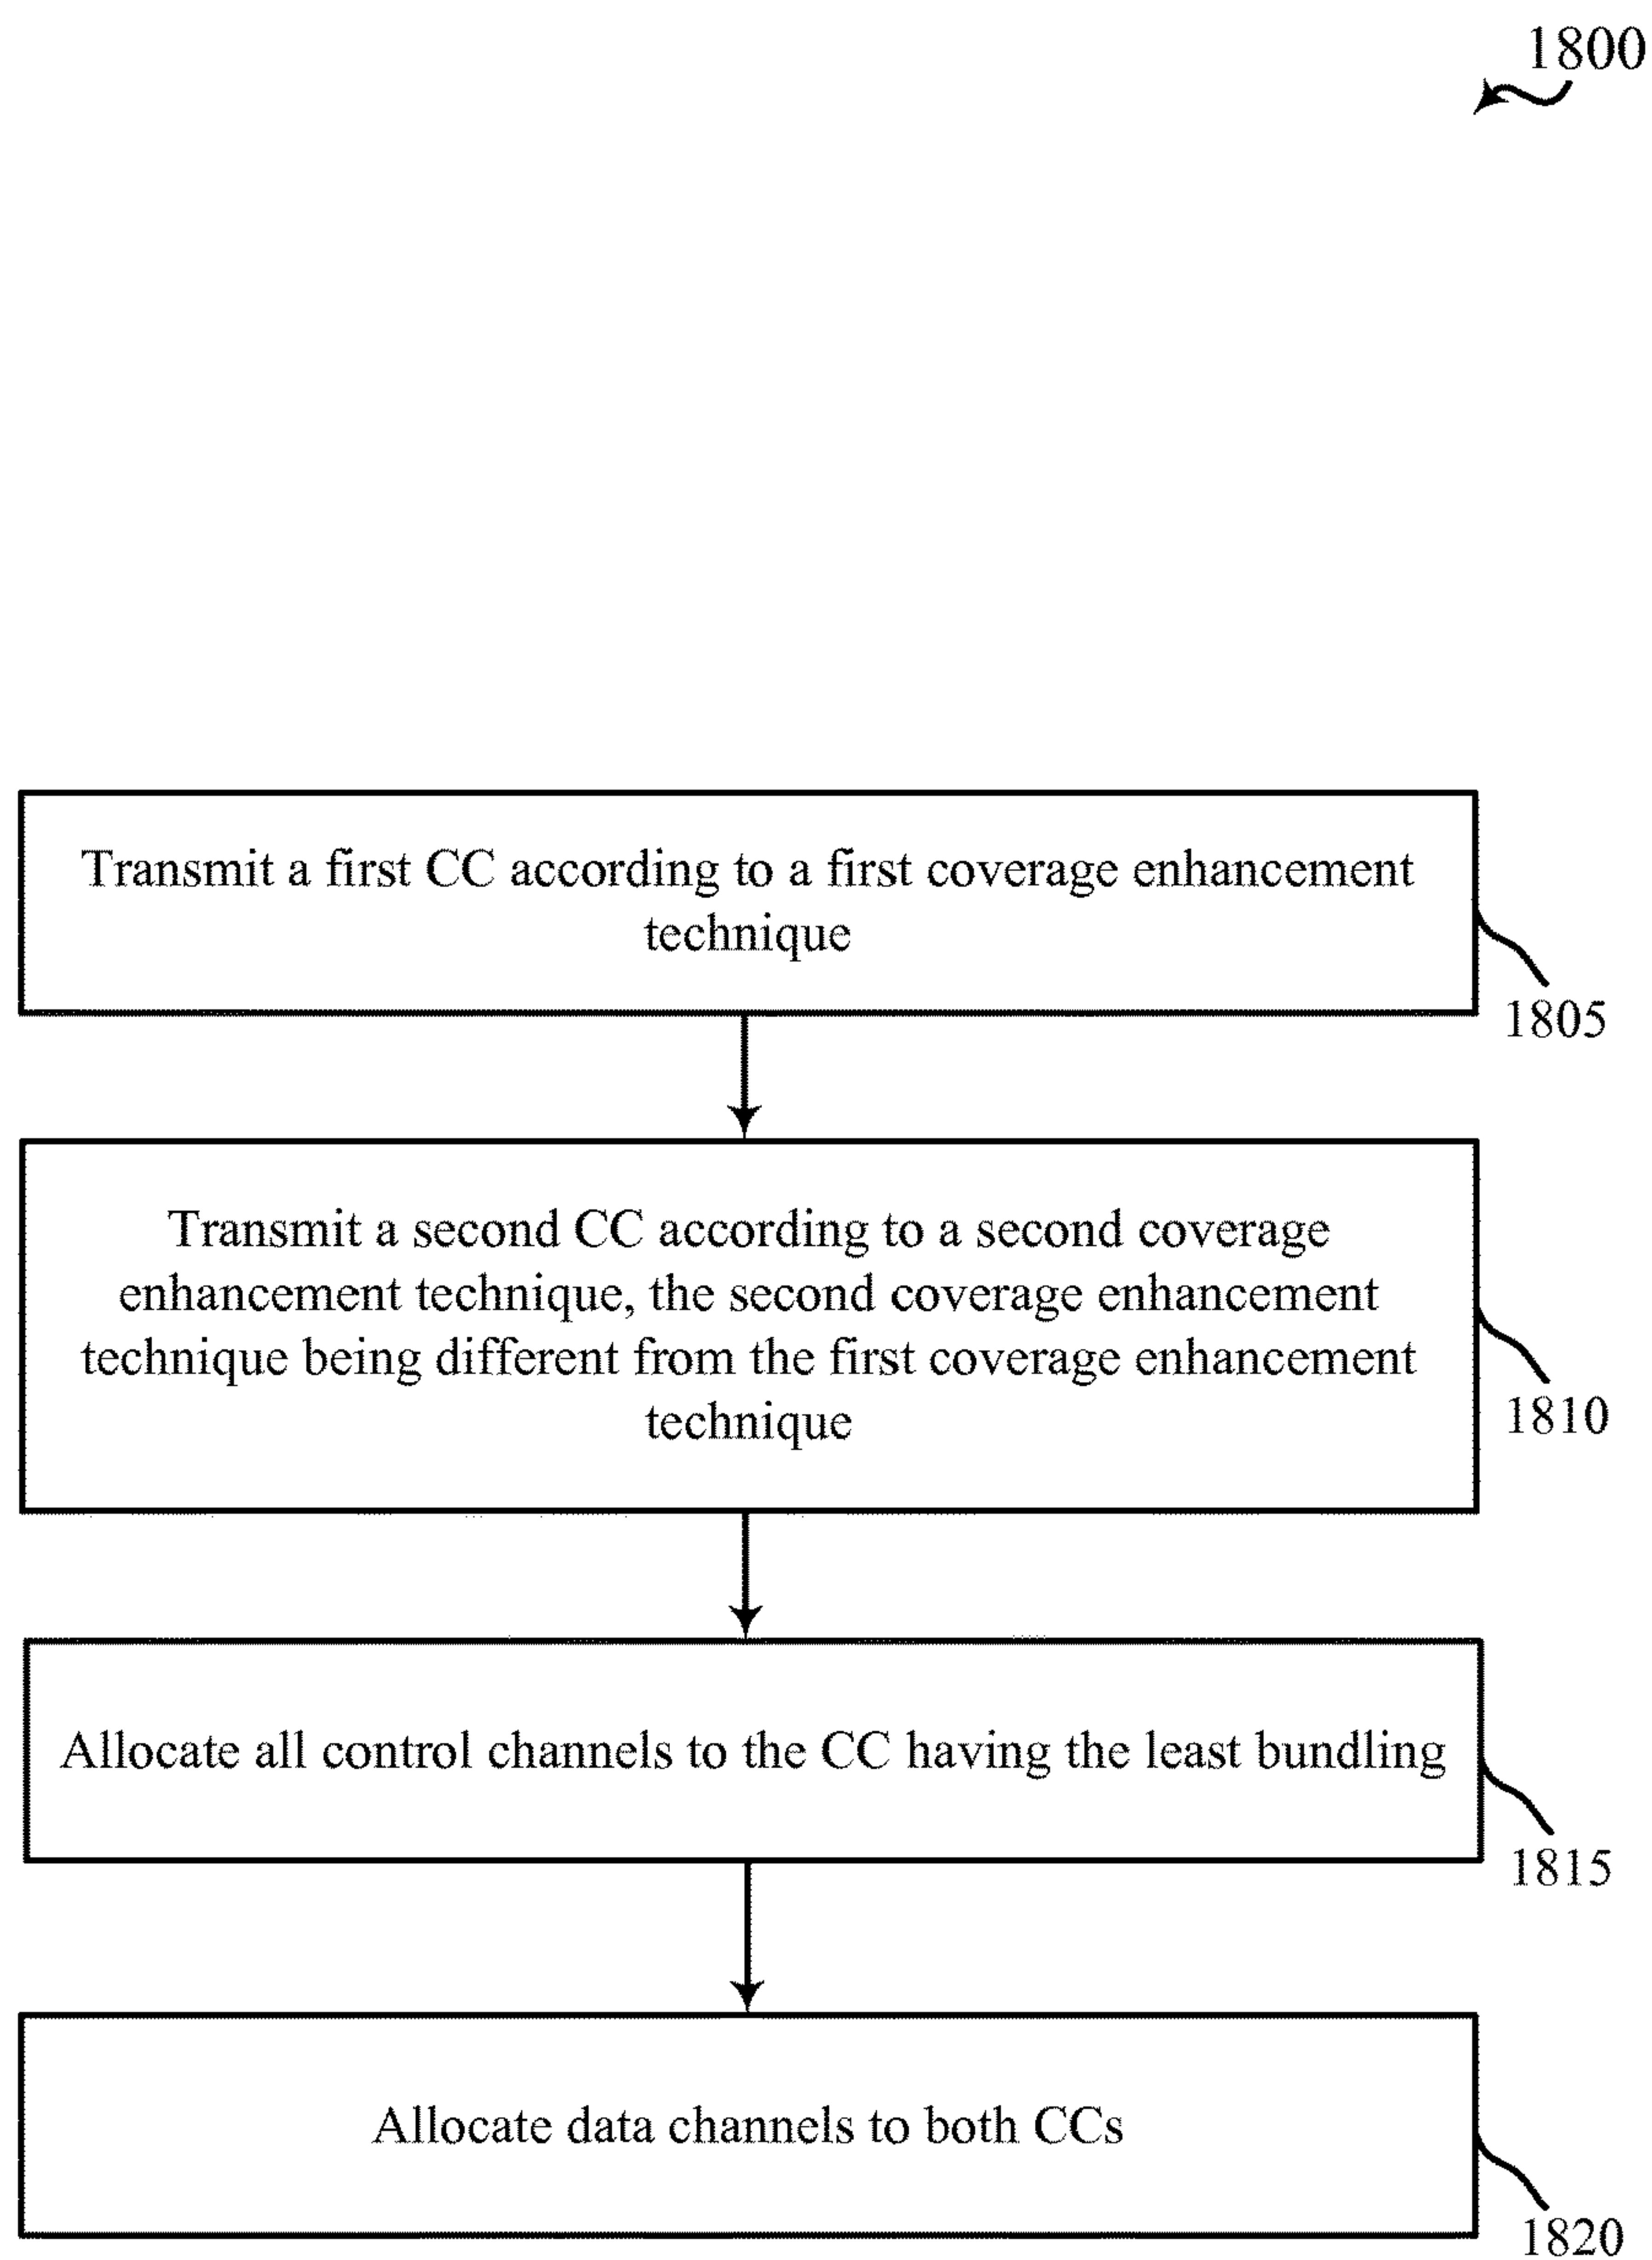 1800
Transmit a first CC according to a first coverage enhancement
technique
1805
Transmit a second CC according to a second coverage
enhancement technique, the second coverage enhancement
technique being different from the first coverage enhancement
technique
1810
Allocate all control channels to the CC having the least bundling
1815
Allocate data channels to both CCs
1820